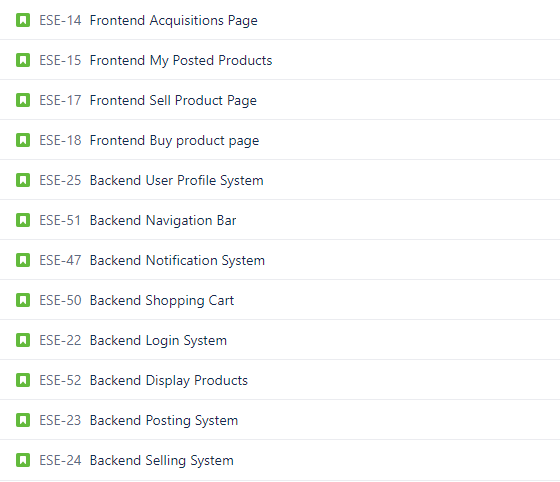 ESE-14 Frontend Acquisitions Page
ESE-15 Frontend My Posted Products
ESE-17 Frontend Sell Product Page
ESE-18 Frontend Buy product page
ESE-25 Backend User Profile System
ESE-51 Backend Navigation Bar
ESE-47 Backend Notification System
ESE-50 Backend Shopping Cart
ESE-22 Backend Login System
ESE-52 Backend Display Products
ESE-23 Backend Posting System
ESE-24 Backend Selling System